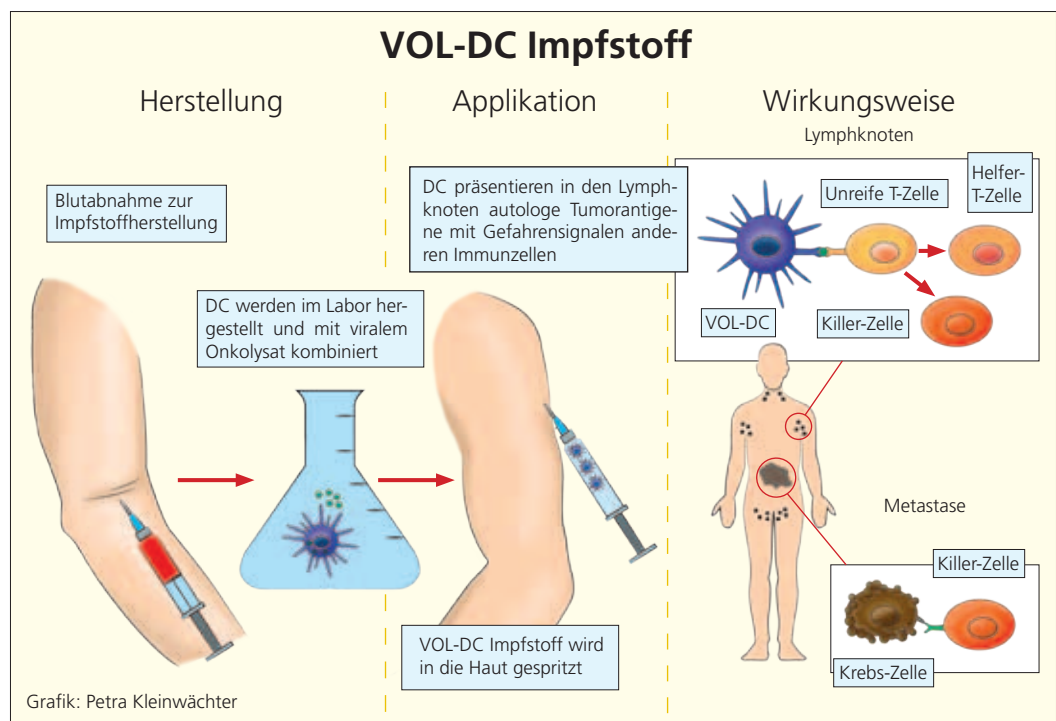 VOL-DC Impfstoff
Herstellung
Blutabnahme zur
Impfstoffherstellung
DC werden im Labor her-
gestellt und mit viralem
Onkolysat kombiniert
Applikation
DC präsentieren in den Lymph-
knoten autologe Tumorantige-
ne mit Gefahrensignalen ande-
ren Immunzellen
VOL-DC Impfstoff wird
in die Haut gespritzt
Wirkungsweise
Lymphknoten
Unreife T-Zelle
Helfer-
T-Zelle
VOL-DC
Killer-Zelle
Metastase
Killer-Zelle
Krebs-Zelle
Grafik: Petra Kleinwächter